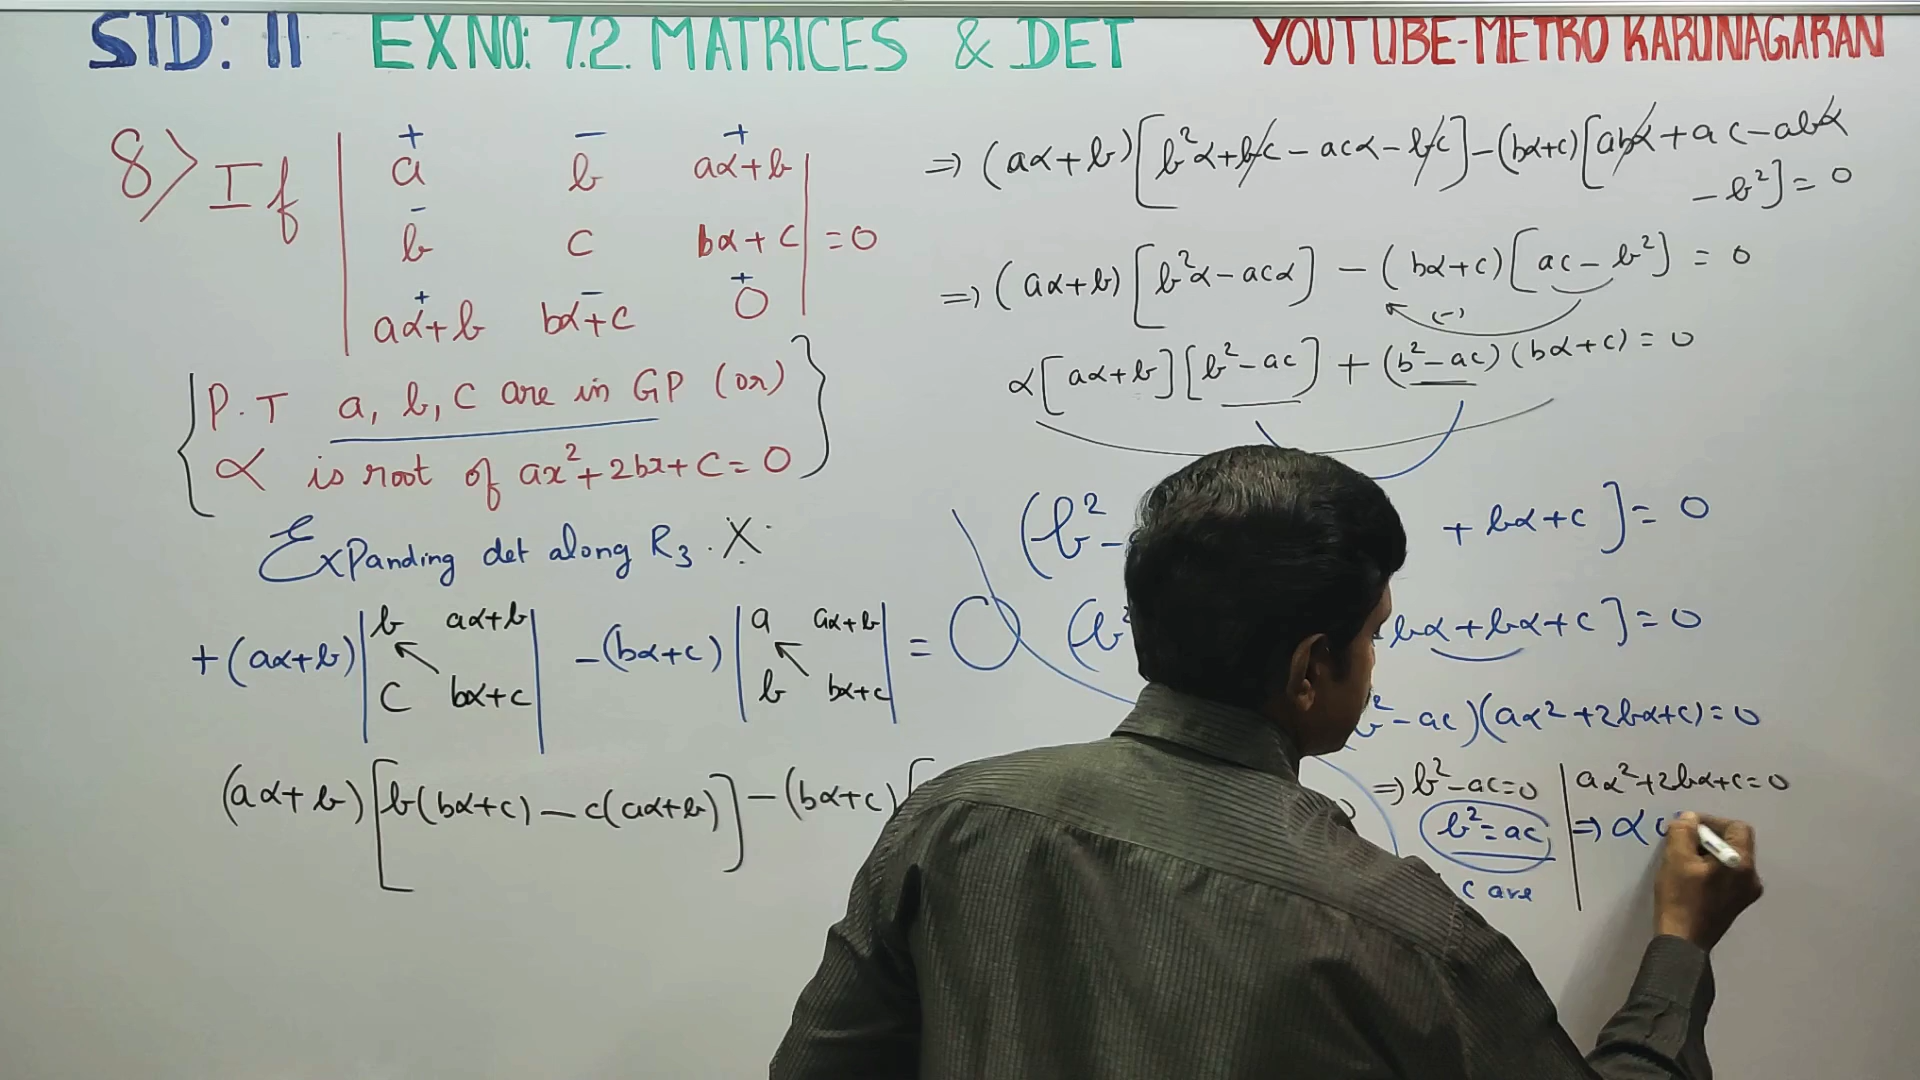 STD: 11 EXNO: 7.2. MATRICES & DET YOUTUBE-METRO KARUNAGARAN
8> If
+ - +
a b aα+b
-
b c bα+c = 0
+ - +
aα+b bα+c 0
P.T a, b, c are in GP (or)
α is root of ax²+2bx+c=0
Expanding det along R₃.
+(aα+b) | b aα+b | -(bα+c) | a aα+b | = 0
c bα+c b bα+c
(aα+b)[b(bα+c) - c(aα+b)] - (bα+c)[
⇒ (aα+b)[b²α+bc-acα-bc]-(bα+c)[abα+ac-abα
-b²]=0
⇒ (aα+b)[b²α-acα] - (bα+c)[ac-b²] = 0
(-)
α[aα+b][b²-ac] + (b²-ac)(bα+c)=0
(b²- +bα+c]=0
bα+bα+c]=0
-ac)(aα²+2bα+c)=0
⇒ b²-ac=0 | aα²+2bα+c=0
b²=ac ⇒ α
c are